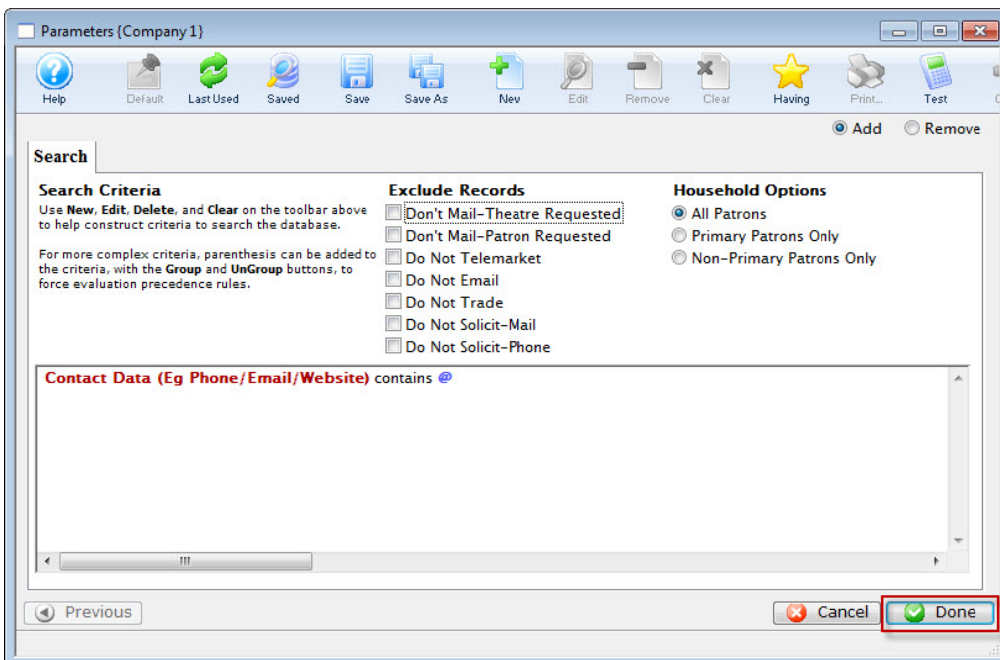 Parameters {Company 1}
Help
Default
Last Used
Saved
Save
Save As
New
Edit
Remove
Clear
Having
Print...
Test
Add
Remove
Search
Search Criteria
Use New, Edit, Delete, and Clear on the toolbar above
to help construct criteria to search the database.
For more complex criteria, parenthesis can be added to
the criteria, with the Group and UnGroup buttons, to
force evaluation precedence rules.
Exclude Records
Don't Mail-Theatre Requested
Don't Mail-Patron Requested
Do Not Telemarket
Do Not Email
Do Not Trade
Do Not Solicit-Mail
Do Not Solicit-Phone
Household Options
All Patrons
Primary Patrons Only
Non-Primary Patrons Only
Contact Data (Eg Phone/Email/Website) contains @
Previous
Cancel
Done